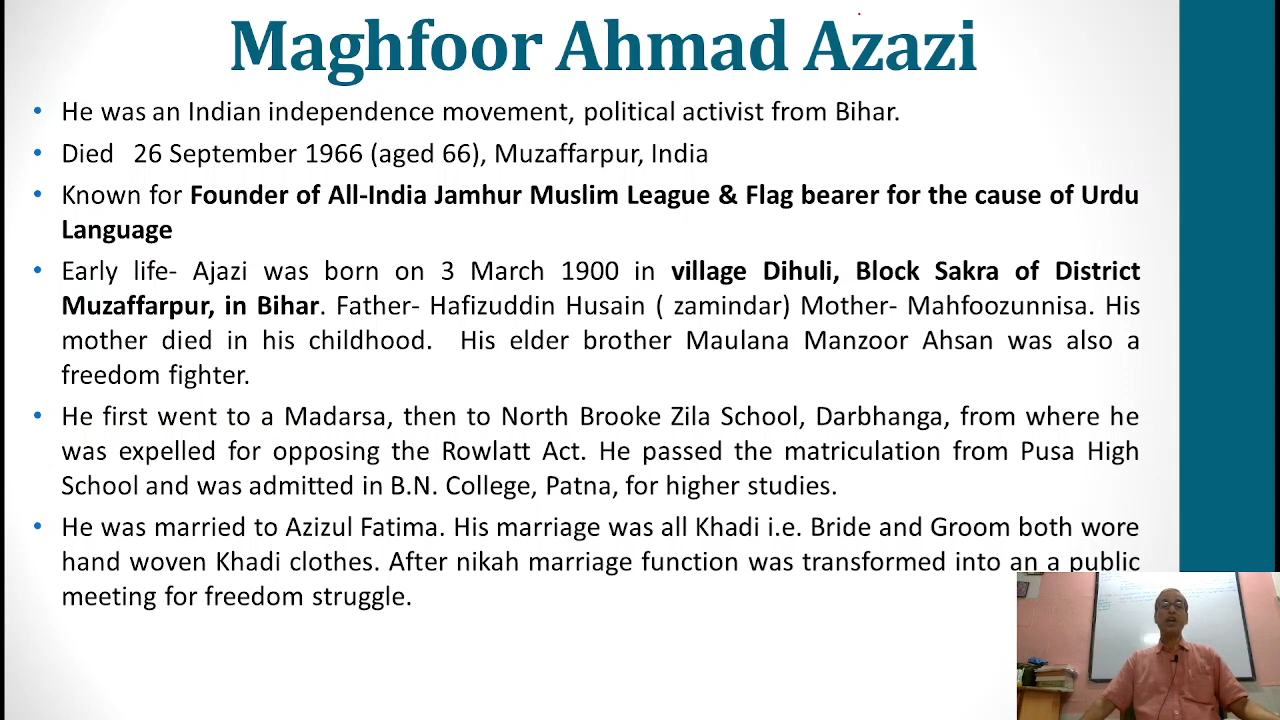 Maghfoor Ahmad Azazi
• He was an Indian independence movement, political activist from Bihar.
• Died 26 September 1966 (aged 66), Muzaffarpur, India
• Known for Founder of All-India Jamhur Muslim League & Flag bearer for the cause of Urdu
Language
• Early life- Ajazi was born on 3 March 1900 in village Dihuli, Block Sakra of District
Muzaffarpur, in Bihar. Father- Hafizuddin Husain ( zamindar) Mother- Mahfoozunnisa. His
mother died in his childhood. His elder brother Maulana Manzoor Ahsan was also a
freedom fighter.
• He first went to a Madarsa, then to North Brooke Zila School, Darbhanga, from where he
was expelled for opposing the Rowlatt Act. He passed the matriculation from Pusa High
School and was admitted in B.N. College, Patna, for higher studies.
• He was married to Azizul Fatima. His marriage was all Khadi i.e. Bride and Groom both wore
hand woven Khadi clothes. After nikah marriage function was transformed into an a public
meeting for freedom struggle.